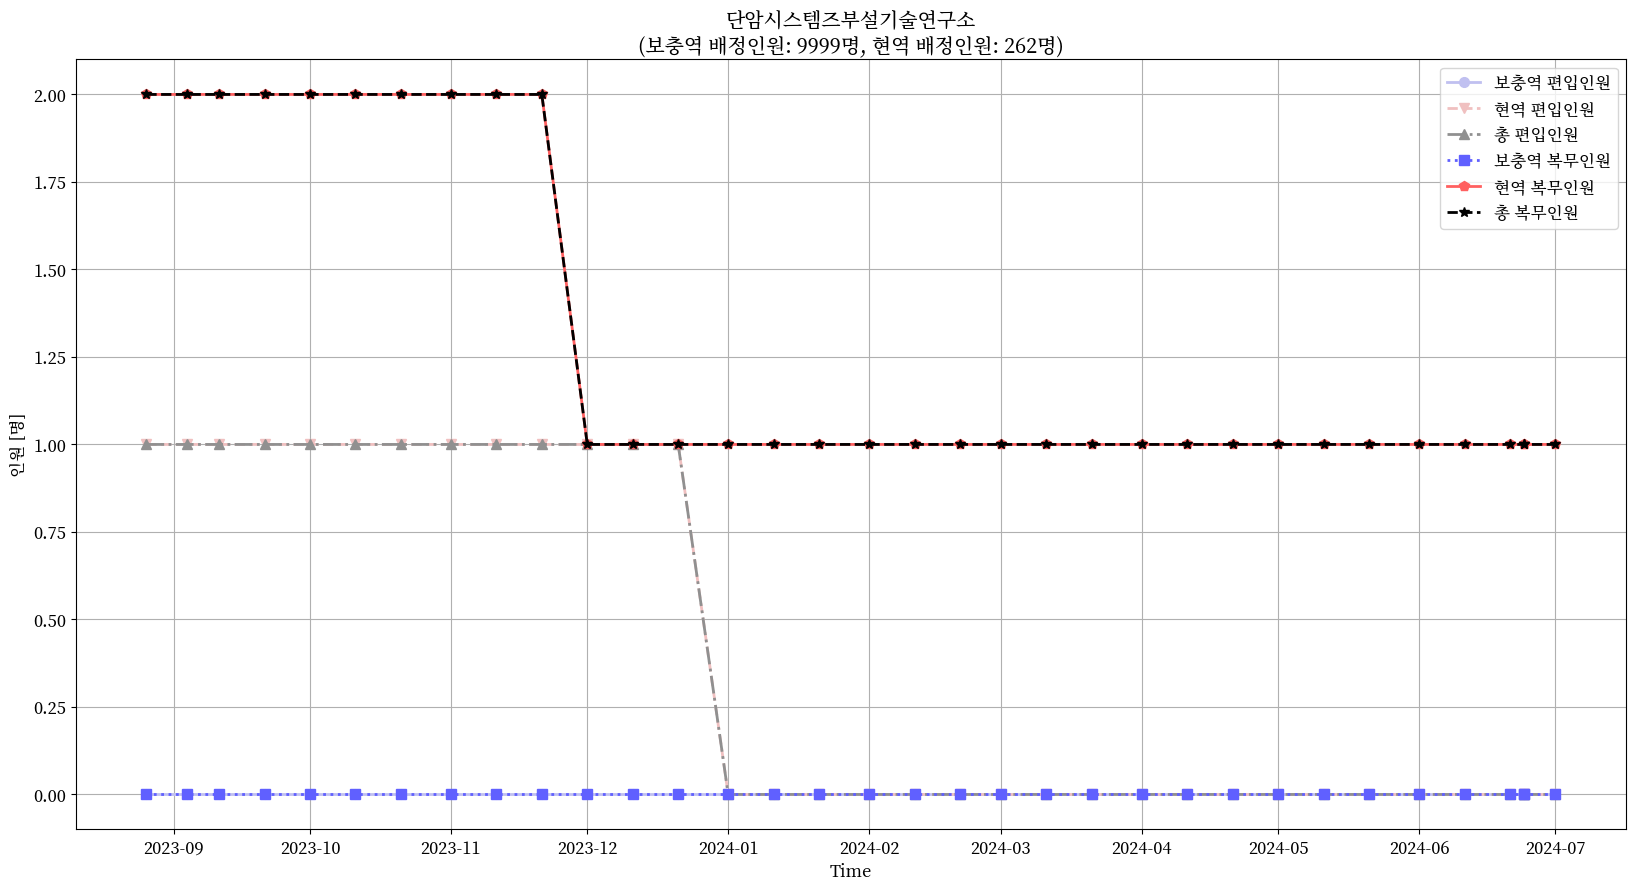 단암시스템즈부설기술연구소
(보충역 배정인원: 9999명, 현역 배정인원: 262명)
보충역 편입인원
현역 편입인원
총 편입인원
보충역 복무인원
현역 복무인원
총 복무인원
2.00
1.75
1.50
1.25
1.00
0.75
0.50
0.25
0.00
인원 [명]
2023-09 2023-10 2023-11 2023-12 2024-01 2024-02 2024-03 2024-04 2024-05 2024-06 2024-07
Time